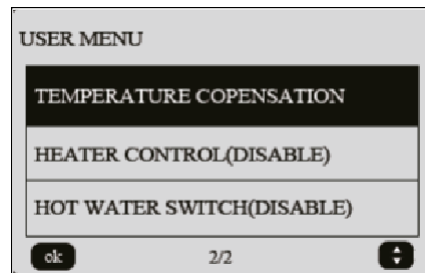 USER MENU
TEMPERATURE COPENSATION
HEATER CONTROL(DISABLE)
HOT WATER SWITCH(DISABLE)
ok 2/2